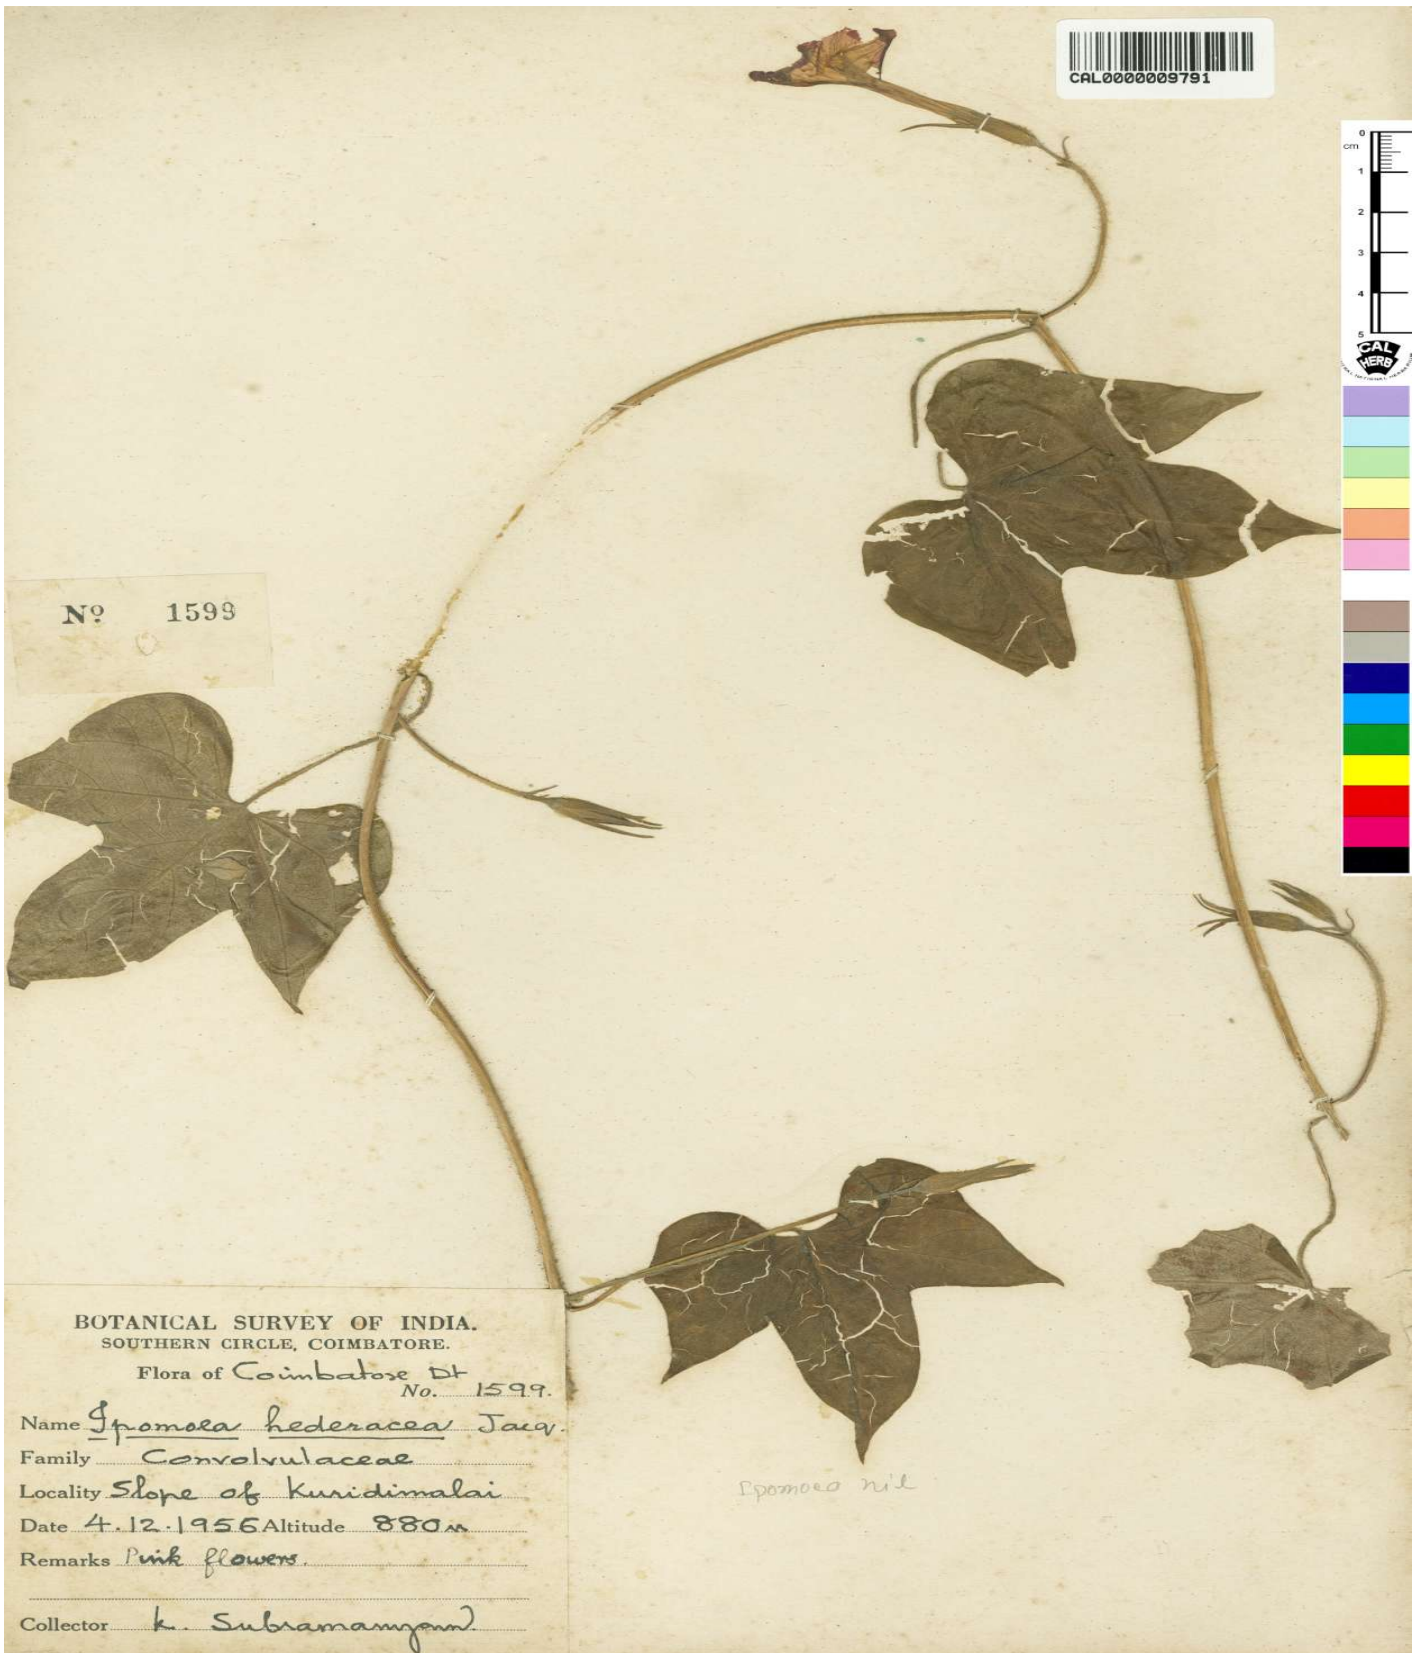 CAL0000009791
0
cm
1
2
3
4
5
CAL
HERB
Nº 1599
BOTANICAL SURVEY OF INDIA.
SOUTHERN CIRCLE, COIMBATORE.
Flora of Coimbatore Dt
No. 1599.
Name Ipomoea hederacea Jacq.
Family Convolvulaceae
Locality Slope of Kuridimalai
Date 4.12.1956 Altitude 880 m
Remarks Pink flowers.
Collector K. Subramanyam
Ipomoea nil